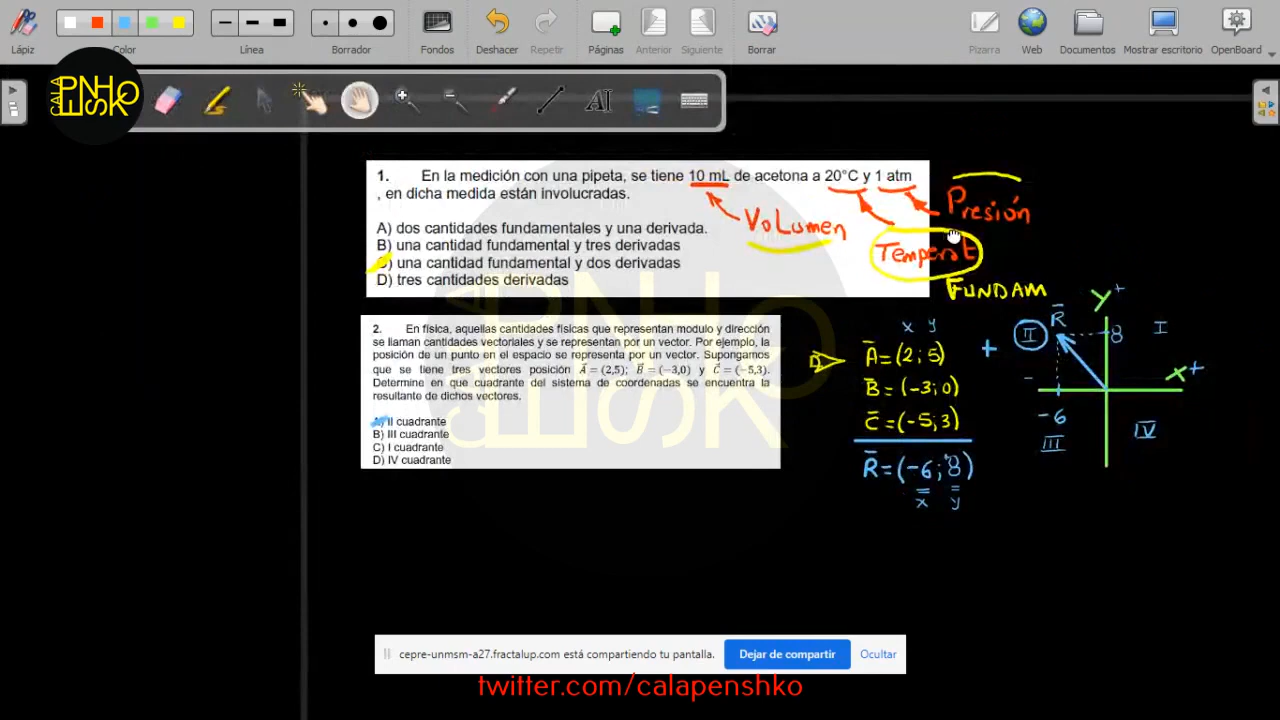 Lápiz
Color
Línea
Borrador
Fondos
Deshacer
Repetir
Páginas
Anterior
Siguiente
Borrar
Pizarra
Web
Documentos
Mostrar escritorio
OpenBoard
CALA
PENSHKO
1. En la medición con una pipeta, se tiene 10 mL de acetona a 20°C y 1 atm
, en dicha medida están involucradas.
A) dos cantidades fundamentales y una derivada.
B) una cantidad fundamental y tres derivadas
C) una cantidad fundamental y dos derivadas
D) tres cantidades derivadas
Volumen
Presión
Temperat
FUNDAM
2. En física, aquellas cantidades físicas que representan modulo y dirección
se llaman cantidades vectoriales y se representan por un vector. Por ejemplo, la
posición de un punto en el espacio se representa por un vector. Supongamos
que se tiene tres vectores posición A⃗ = (2,5); B⃗ = (−3,0) y C⃗ = (−5,3).
Determine en que cuadrante del sistema de coordenadas se encuentra la
resultante de dichos vectores.
A) II cuadrante
B) III cuadrante
C) I cuadrante
D) IV cuadrante
x y
A̅=(2;5)
B̅=(-3;0)
C̅=(-5;3)
R̅=(-6;8)
x y
+
Y+
R̅
II
8
I
X+
-
-6
III
IV
cepre-unmsm-a27.fractalup.com está compartiendo tu pantalla.
Dejar de compartir
Ocultar
twitter.com/calapenshko